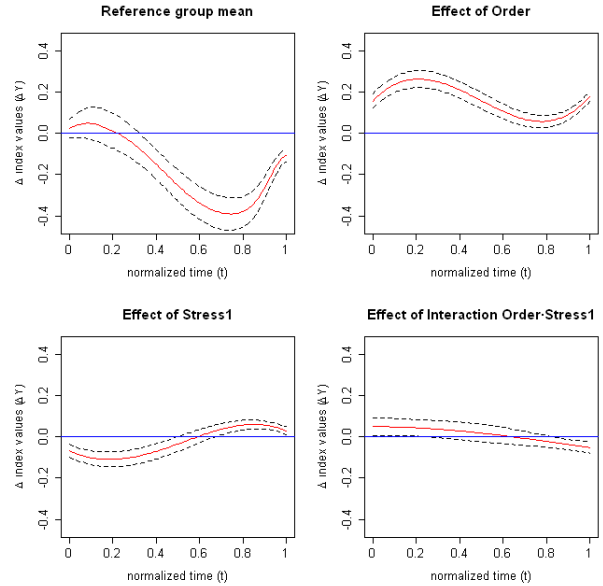 Reference group mean
Δ index values (Δ Y)
0.4
0.2
0.0
-0.2
-0.4
0 0.2 0.4 0.6 0.8 1
normalized time (t)
Effect of Order
Δ index values (Δ Y)
0.4
0.2
0.0
-0.2
-0.4
0 0.2 0.4 0.6 0.8 1
normalized time (t)
Effect of Stress1
Δ index values (Δ Y)
0.4
0.2
0.0
-0.2
-0.4
0 0.2 0.4 0.6 0.8 1
normalized time (t)
Effect of Interaction Order·Stress1
Δ index values (Δ Y)
0.4
0.2
0.0
-0.2
-0.4
0 0.2 0.4 0.6 0.8 1
normalized time (t)